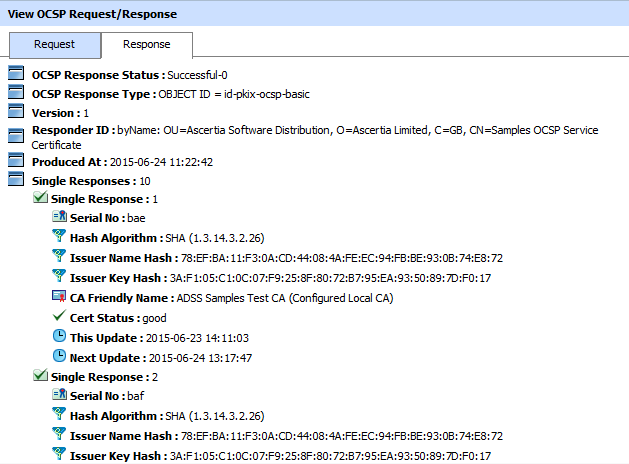 View OCSP Request/Response
Request Response
OCSP Response Status : Successful-0
OCSP Response Type : OBJECT ID = id-pkix-ocsp-basic
Version : 1
Responder ID : byName: OU=Ascertia Software Distribution, O=Ascertia Limited, C=GB, CN=Samples OCSP Service
Certificate
Produced At : 2015-06-24 11:22:42
Single Responses : 10
Single Response : 1
Serial No : bae
Hash Algorithm : SHA (1.3.14.3.2.26)
Issuer Name Hash : 78:EF:BA:11:F3:0A:CD:44:08:4A:FE:EC:94:FB:BE:93:0B:74:E8:72
Issuer Key Hash : 3A:F1:05:C1:0C:07:F9:25:8F:80:72:B7:95:EA:93:50:89:7D:F0:17
CA Friendly Name : ADSS Samples Test CA (Configured Local CA)
Cert Status : good
This Update : 2015-06-23 14:11:03
Next Update : 2015-06-24 13:17:47
Single Response : 2
Serial No : baf
Hash Algorithm : SHA (1.3.14.3.2.26)
Issuer Name Hash : 78:EF:BA:11:F3:0A:CD:44:08:4A:FE:EC:94:FB:BE:93:0B:74:E8:72
Issuer Key Hash : 3A:F1:05:C1:0C:07:F9:25:8F:80:72:B7:95:EA:93:50:89:7D:F0:17